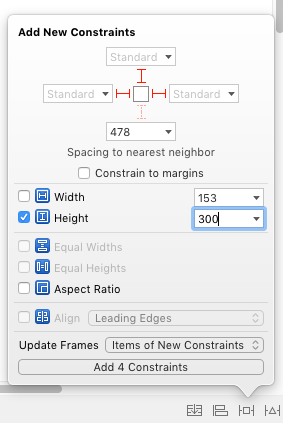 Add New Constraints
Standard
Standard Standard
478
Spacing to nearest neighbor
Constrain to margins
Width 153
Height 300
Equal Widths
Equal Heights
Aspect Ratio
Align Leading Edges
Update Frames Items of New Constraints
Add 4 Constraints